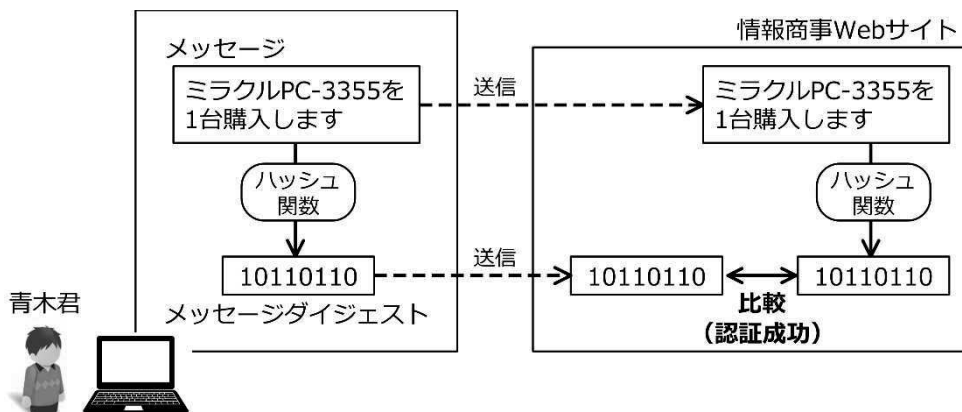 メッセージ
情報商事Webサイト
ミラクルPC-3355を
1台購入します
送信
ミラクルPC-3355を
1台購入します
ハッシュ
関数
ハッシュ
関数
10110110
送信
10110110
10110110
メッセージダイジェスト
比較
（認証成功）
青木君